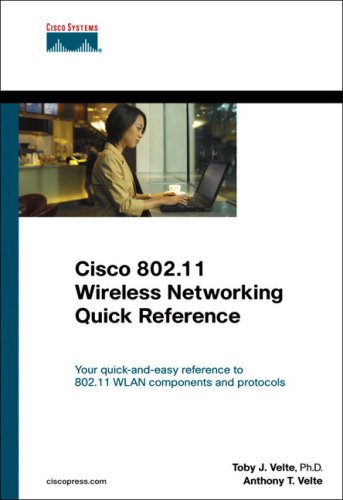 CISCO SYSTEMS
Cisco 802.11
Wireless Networking
Quick Reference
Your quick-and-easy reference to
802.11 WLAN components and protocols
Toby J. Velte, Ph.D.
ciscopress.com
Anthony T. Velte